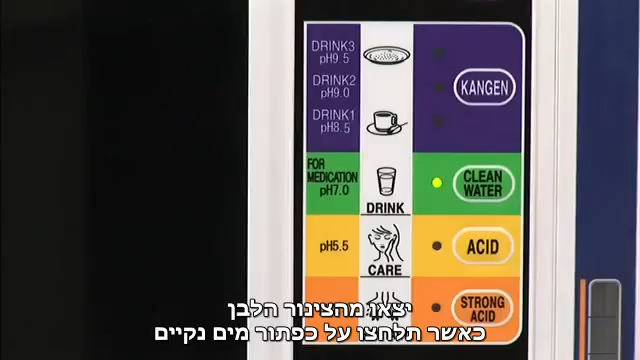 DRINK3
pH9.5
DRINK2
pH9.0
DRINK1
pH8.5
KANGEN
FOR
MEDICATION
pH7.0
DRINK
CLEAN
WATER
pH5.5
CARE
ACID
STRONG
ACID
יצאו מהצינור הלבן
כאשר תלחצו על כפתור מים נקיים